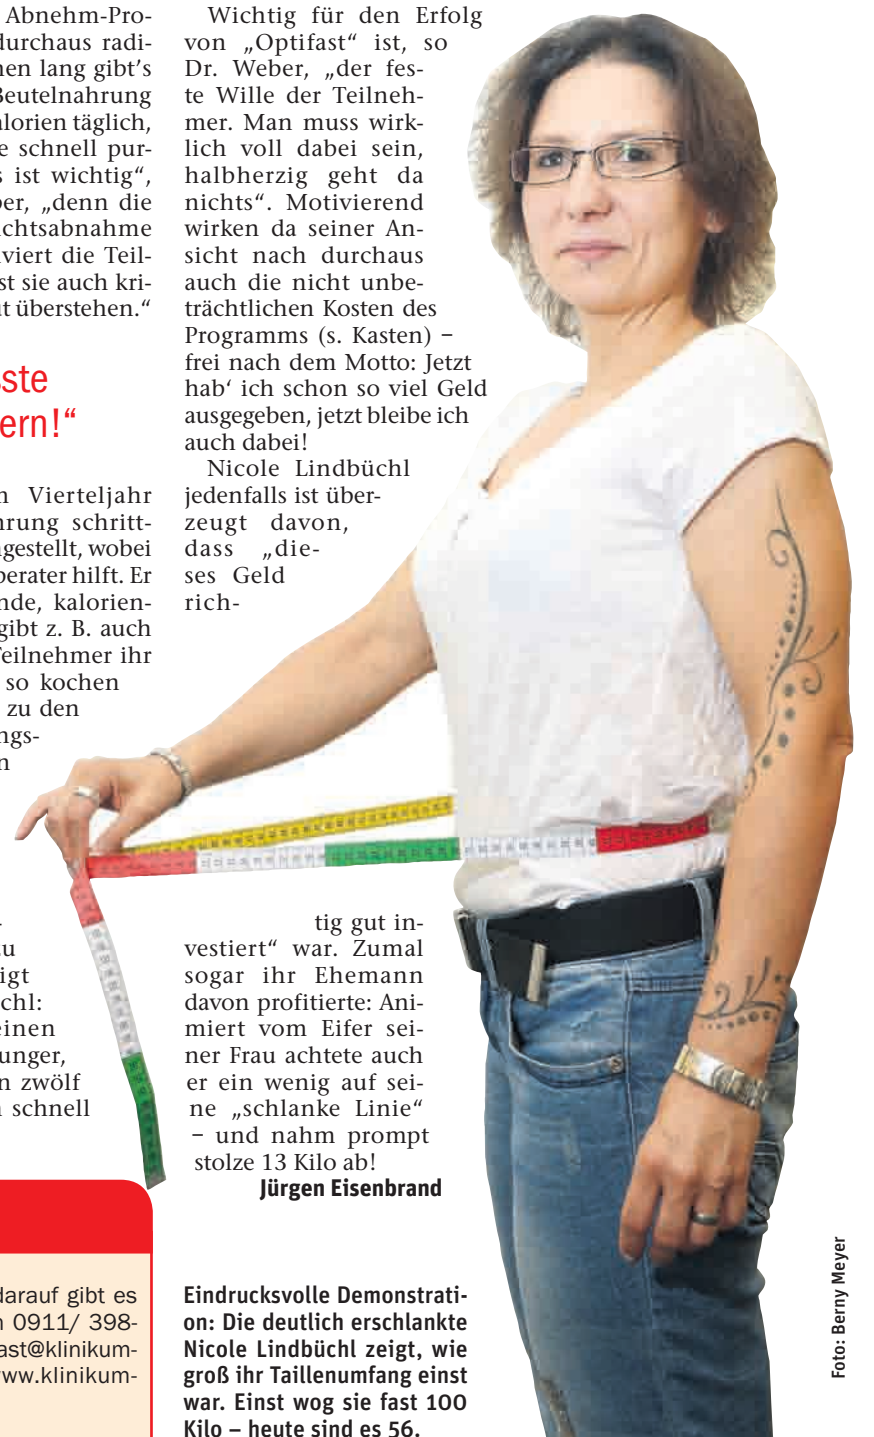 Abnehm-Pro-
durchaus radi-
hen lang gibt's
Beutelnahrung
alorien täglich,
e schnell pur-
s ist wichtig“,
ber, „denn die
ichtsabnahme
viert die Teil-
st sie auch kri-
ut überstehen.“
ste
ern!“
n Vierteljahr
hrung schritt-
gestellt, wobei
berater hilft. Er
nde, kalorien-
gibt z. B. auch
Teilnehmer ihr
so kochen
zu den
ngs-
n
-
zu
igt
chl:
einen
unger,
n zwölf
n schnell
darauf gibt es
n 0911/ 398-
ast@klinikum-
www.klinikum-
Wichtig für den Erfolg
von „Optifast“ ist, so
Dr. Weber, „der fes-
te Wille der Teilneh-
mer. Man muss wirk-
lich voll dabei sein,
halbherzig geht da
nichts“. Motivierend
wirken da seiner An-
sicht nach durchaus
auch die nicht unbe-
trächtlichen Kosten des
Programms (s. Kasten) –
frei nach dem Motto: Jetzt
hab‘ ich schon so viel Geld
ausgegeben, jetzt bleibe ich
auch dabei!
Nicole Lindbüchl
jedenfalls ist über-
zeugt davon,
dass „die-
ses Geld
rich-
tig gut in-
vestiert“ war. Zumal
sogar ihr Ehemann
davon profitierte: Ani-
miert vom Eifer sei-
ner Frau achtete auch
er ein wenig auf sei-
ne „schlanke Linie“
– und nahm prompt
stolze 13 Kilo ab!
Jürgen Eisenbrand
Eindrucksvolle Demonstrati-
on: Die deutlich erschlankte
Nicole Lindbüchl zeigt, wie
groß ihr Taillenumfang einst
war. Einst wog sie fast 100
Kilo – heute sind es 56.
Foto: Berny Meyer